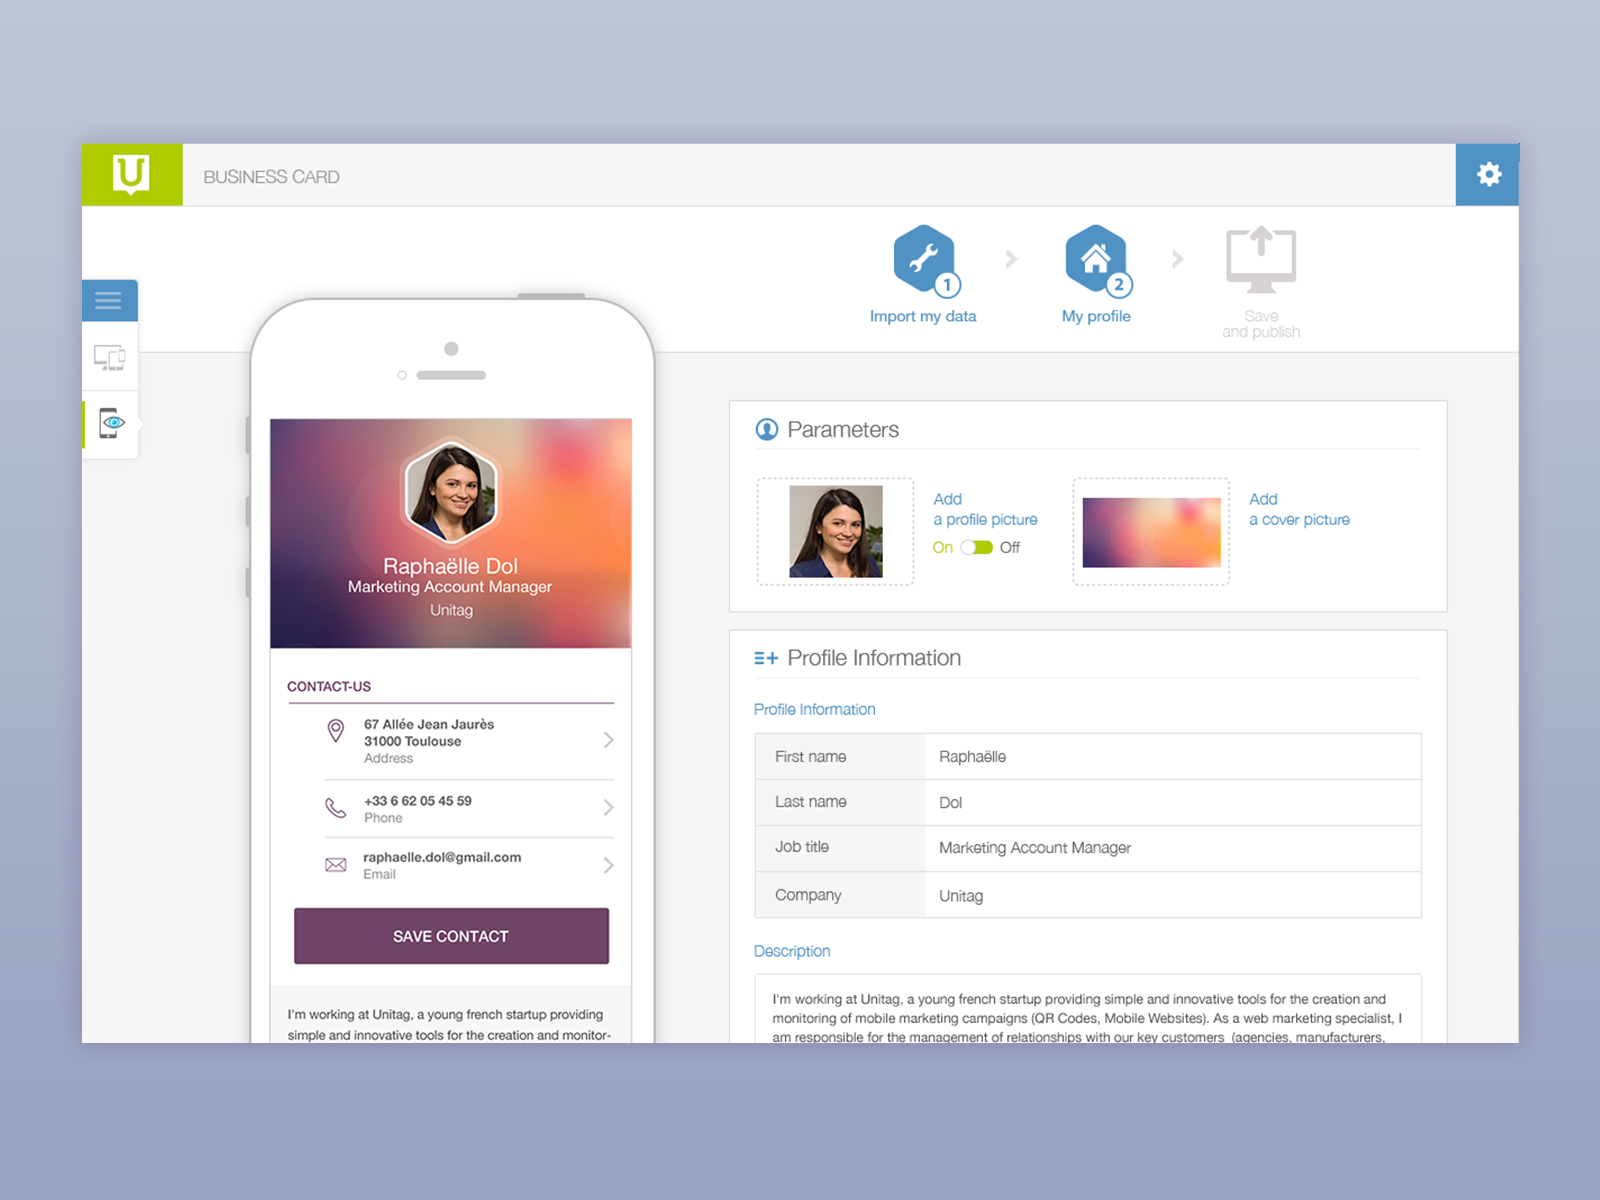 U
BUSINESS CARD
1
Import my data
2
My profile
Save
and publish
Raphaëlle Dol
Marketing Account Manager
Unitag
CONTACT-US
67 Allée Jean Jaurès
31000 Toulouse
Address
+33 6 62 05 45 59
Phone
raphaelle.dol@gmail.com
Email
SAVE CONTACT
I'm working at Unitag, a young french startup providing
simple and innovative tools for the creation and monitor-
Parameters
Add
a profile picture
On Off
Add
a cover picture
Profile Information
Profile Information
First name Raphaëlle
Last name Dol
Job title Marketing Account Manager
Company Unitag
Description
I'm working at Unitag, a young french startup providing simple and innovative tools for the creation and
monitoring of mobile marketing campaigns (QR Codes, Mobile Websites). As a web marketing specialist, I
am responsible for the management of relationships with our key customers (agencies, manufacturers,